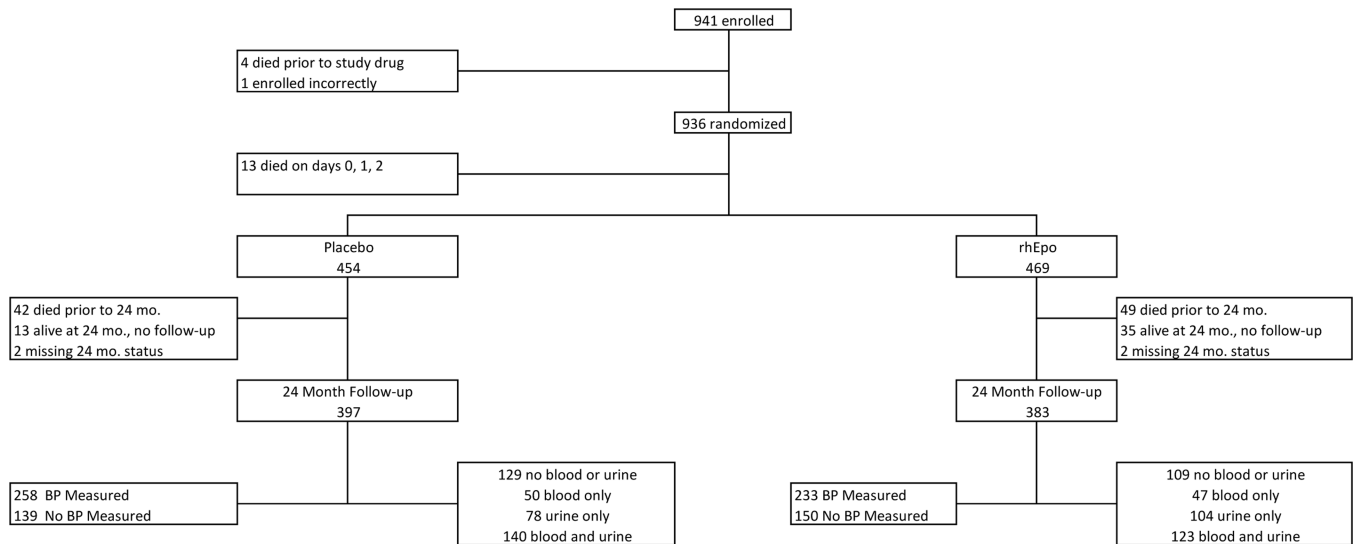 941 enrolled
4 died prior to study drug
1 enrolled incorrectly
936 randomized
13 died on days 0, 1, 2
Placebo
454
rhEpo
469
42 died prior to 24 mo.
13 alive at 24 mo., no follow-up
2 missing 24 mo. status
49 died prior to 24 mo.
35 alive at 24 mo., no follow-up
2 missing 24 mo. status
24 Month Follow-up
397
24 Month Follow-up
383
258 BP Measured
139 No BP Measured
129 no blood or urine
50 blood only
78 urine only
140 blood and urine
233 BP Measured
150 No BP Measured
109 no blood or urine
47 blood only
104 urine only
123 blood and urine